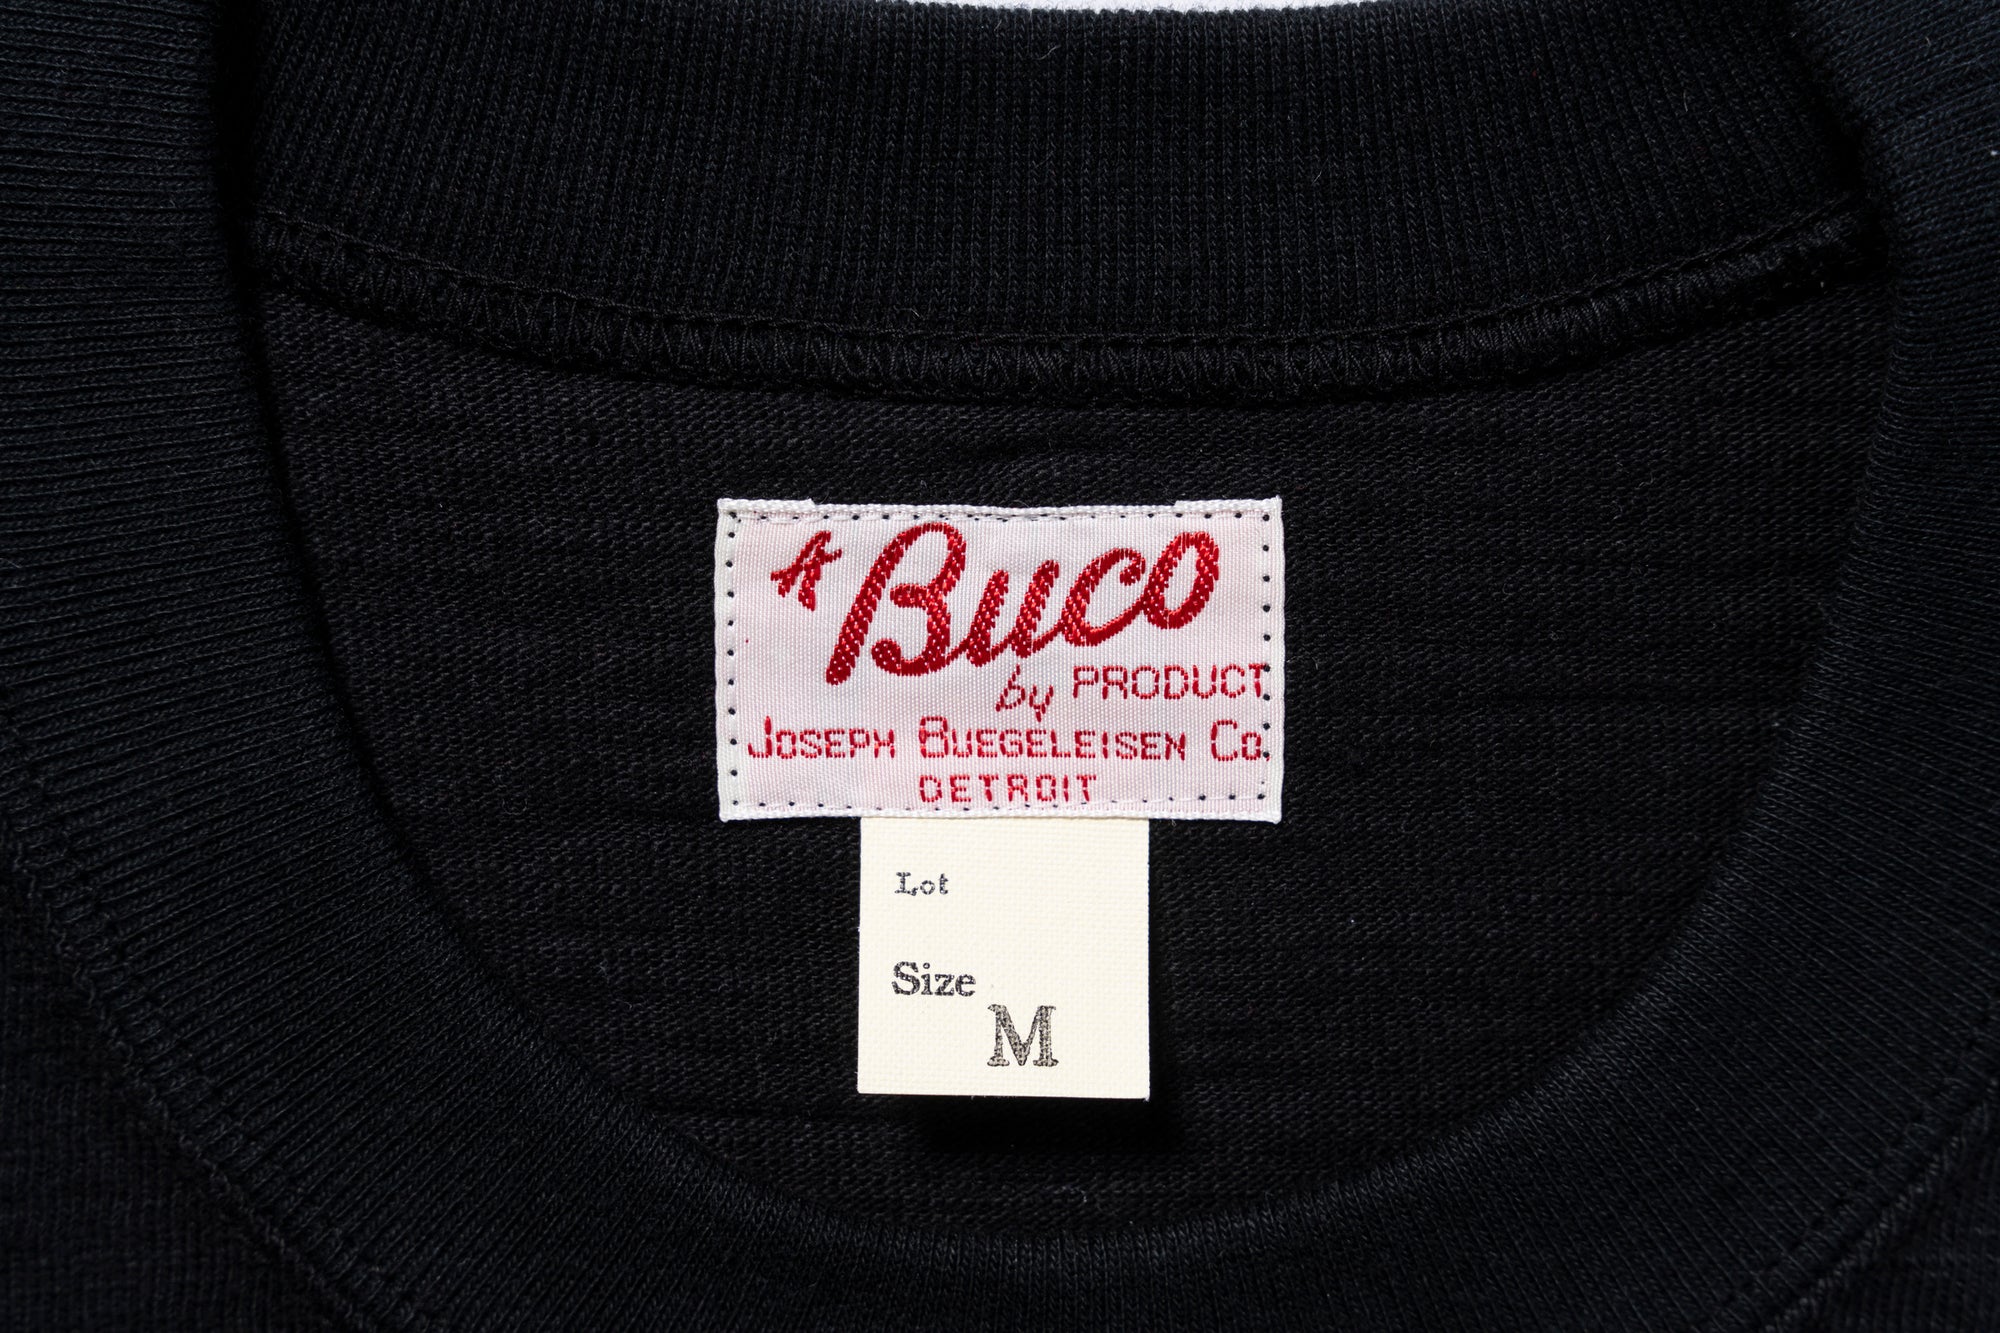 A Buco
by PRODUCT
JOSEPH BUEGELEISEN CO.
DETROIT
Lot
Size
M